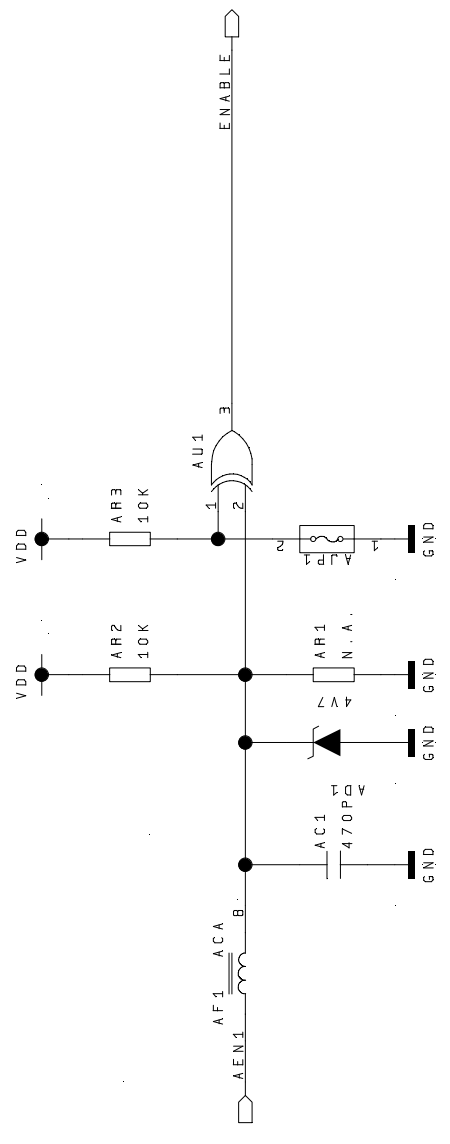 ENABLE
3
AU1
1
2
VDD
AR3
10K
2
AJP1
1
GND
VDD
AR2
10K
AR1
N.A.
GND
4V7
AD1
GND
AC1
470P
GND
B
ACA
AF1
AEN1